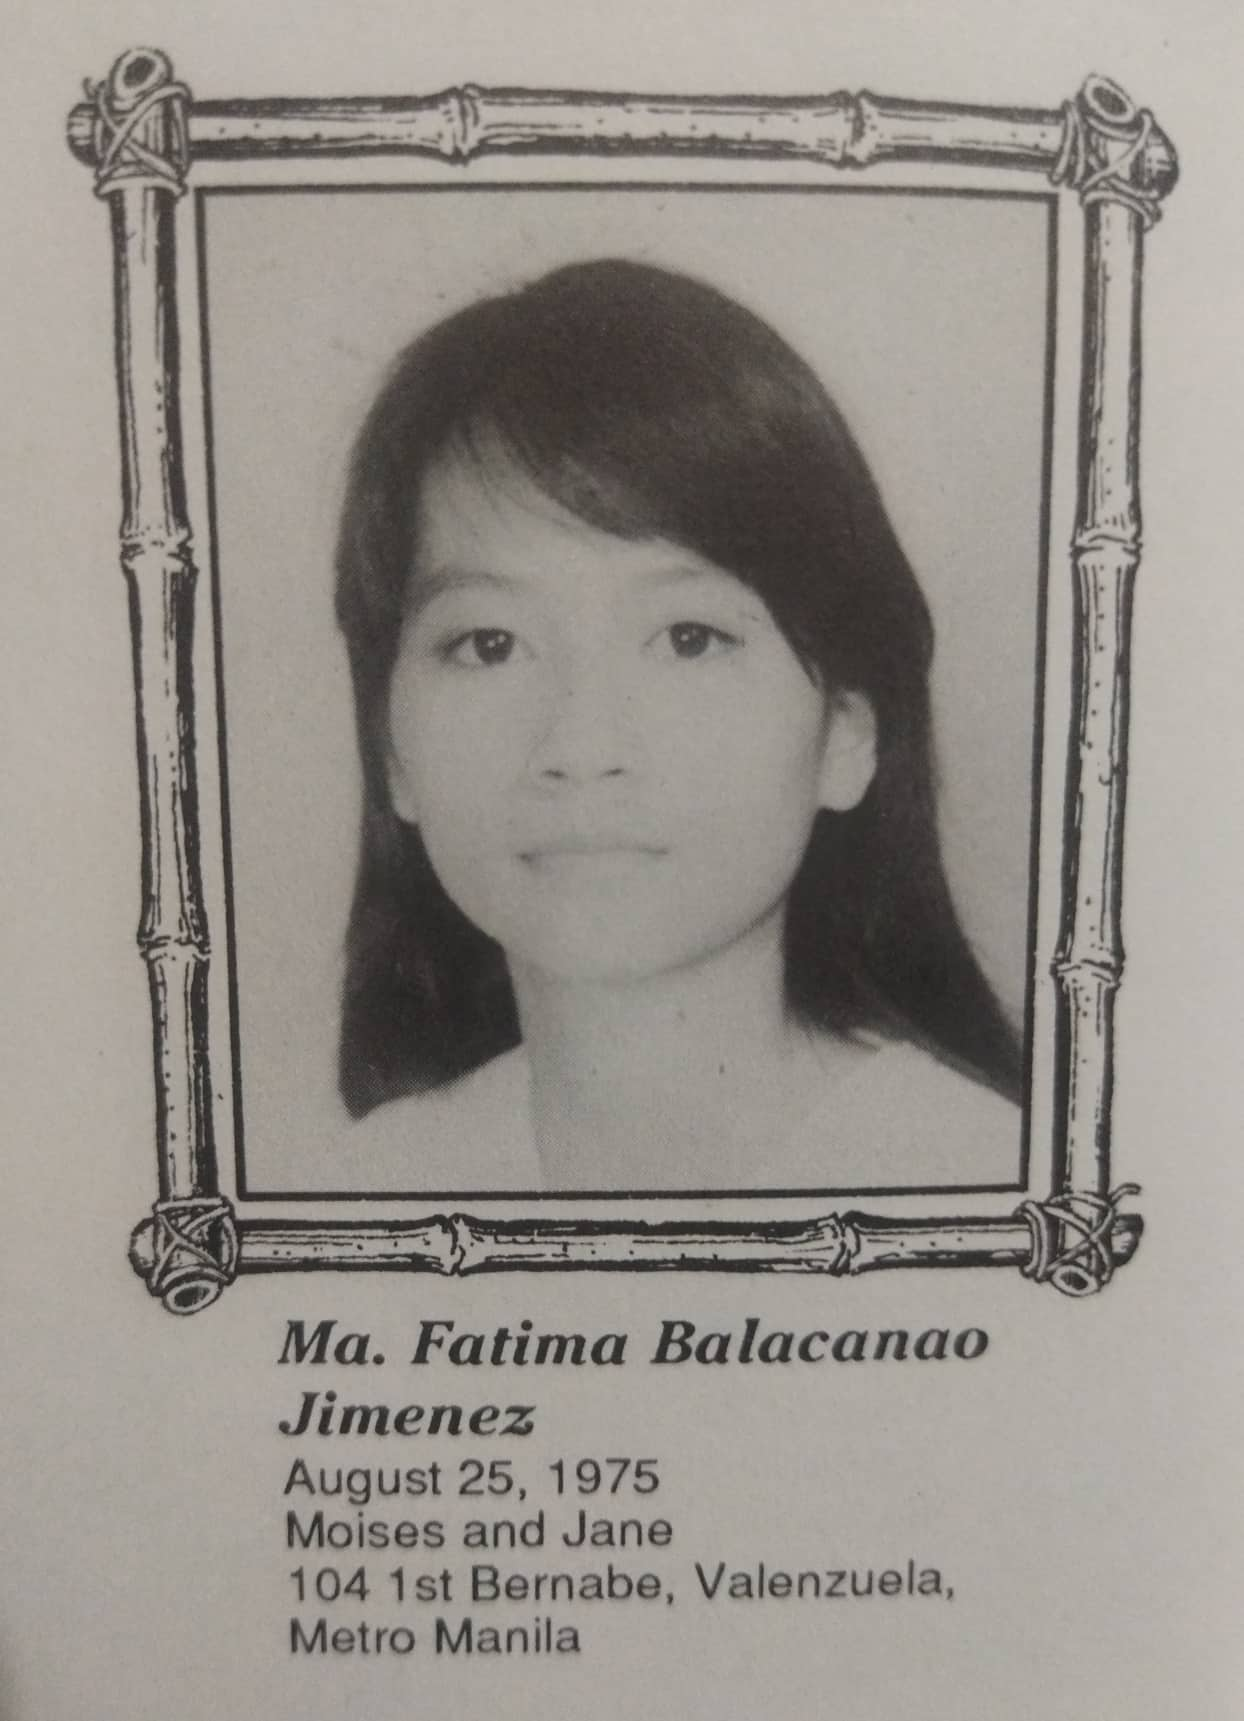 Ma. Fatima Balacanao
Jimenez
August 25, 1975
Moises and Jane
104 1st Bernabe, Valenzuela,
Metro Manila